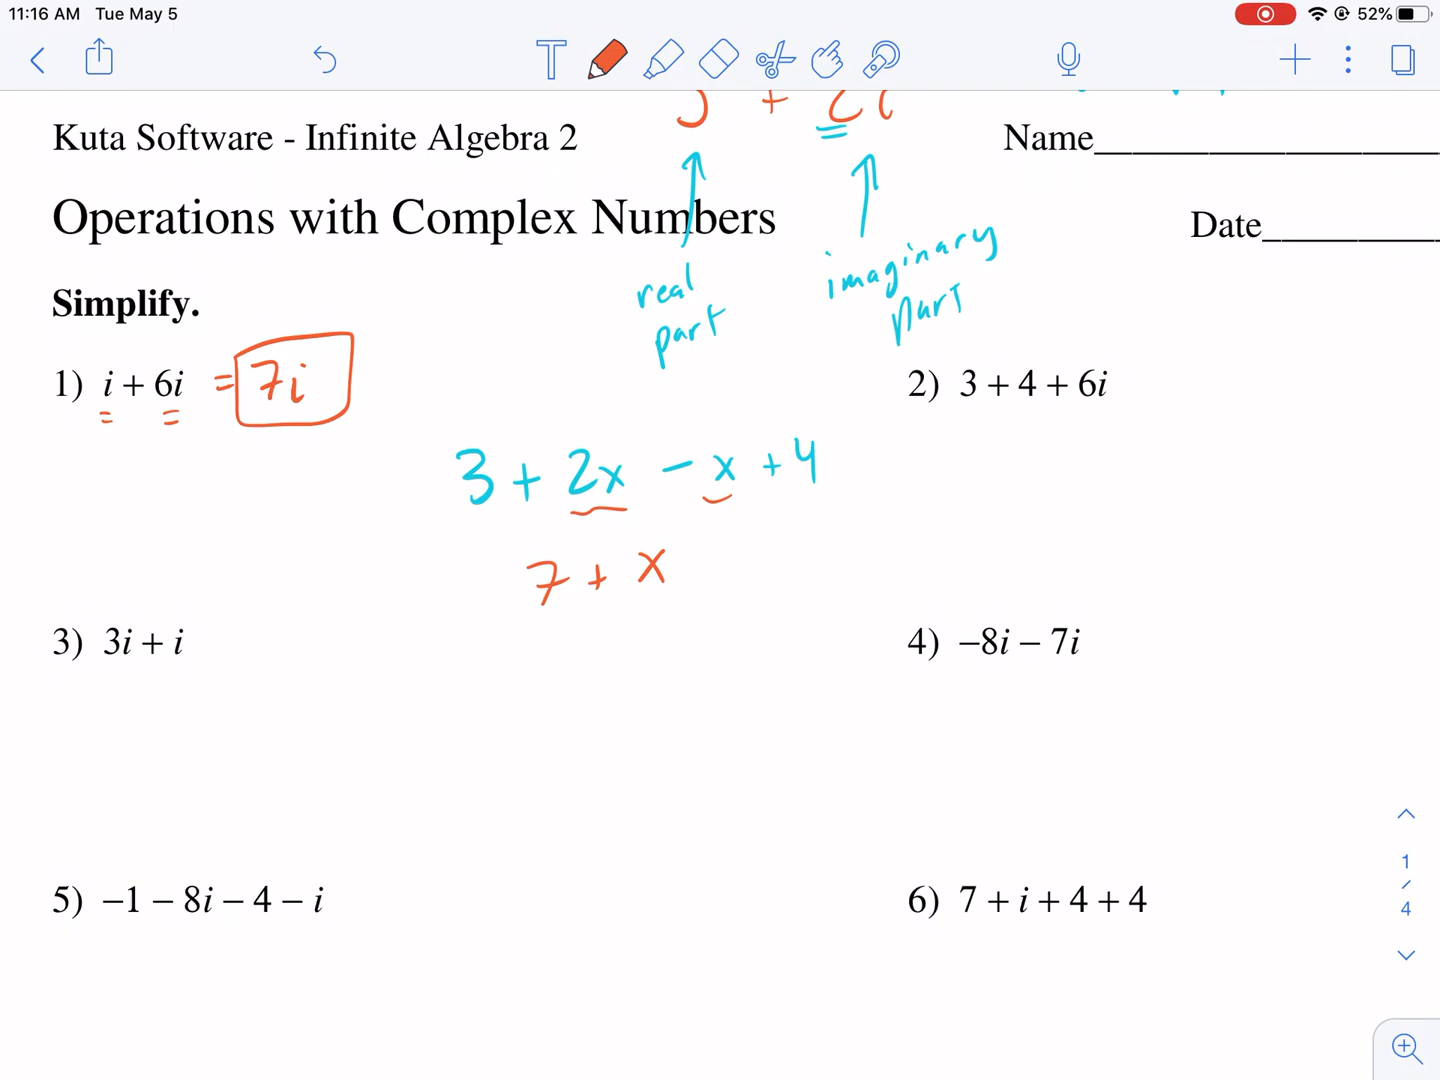 11:16 AM Tue May 5
52%
+ 2i
Kuta Software - Infinite Algebra 2
Name
Operations with Complex Numbers
Date
real
part
imaginary
part
Simplify.
1) i + 6i = 7i
2) 3 + 4 + 6i
3 + 2x - x + 4
7 + x
3) 3i + i
4) −8i − 7i
5) −1 − 8i − 4 − i
6) 7 + i + 4 + 4
1
/
4